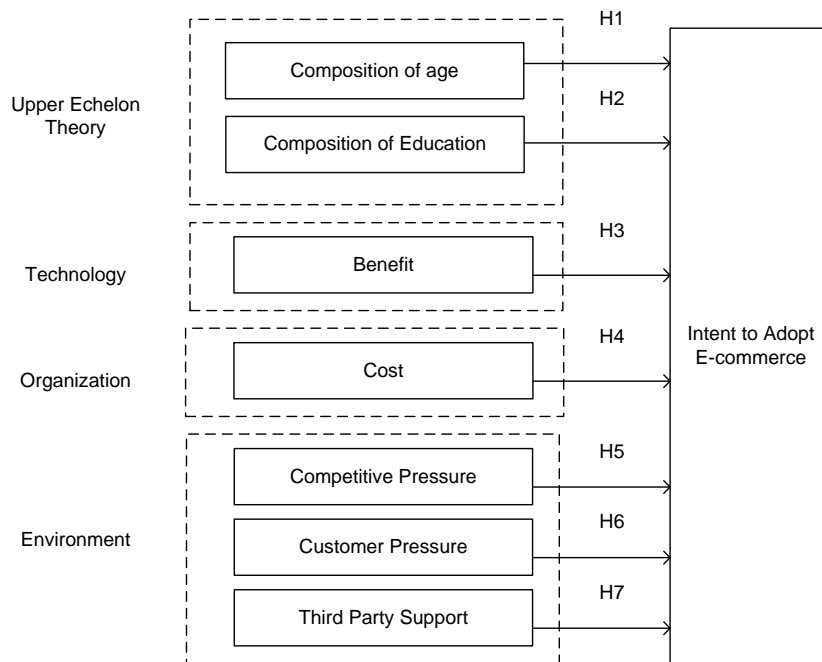 H1
Composition of age
Upper Echelon
Theory
H2
Composition of Education
H3
Technology
Benefit
H4
Intent to Adopt
E-commerce
Organization
Cost
H5
Competitive Pressure
H6
Environment
Customer Pressure
H7
Third Party Support